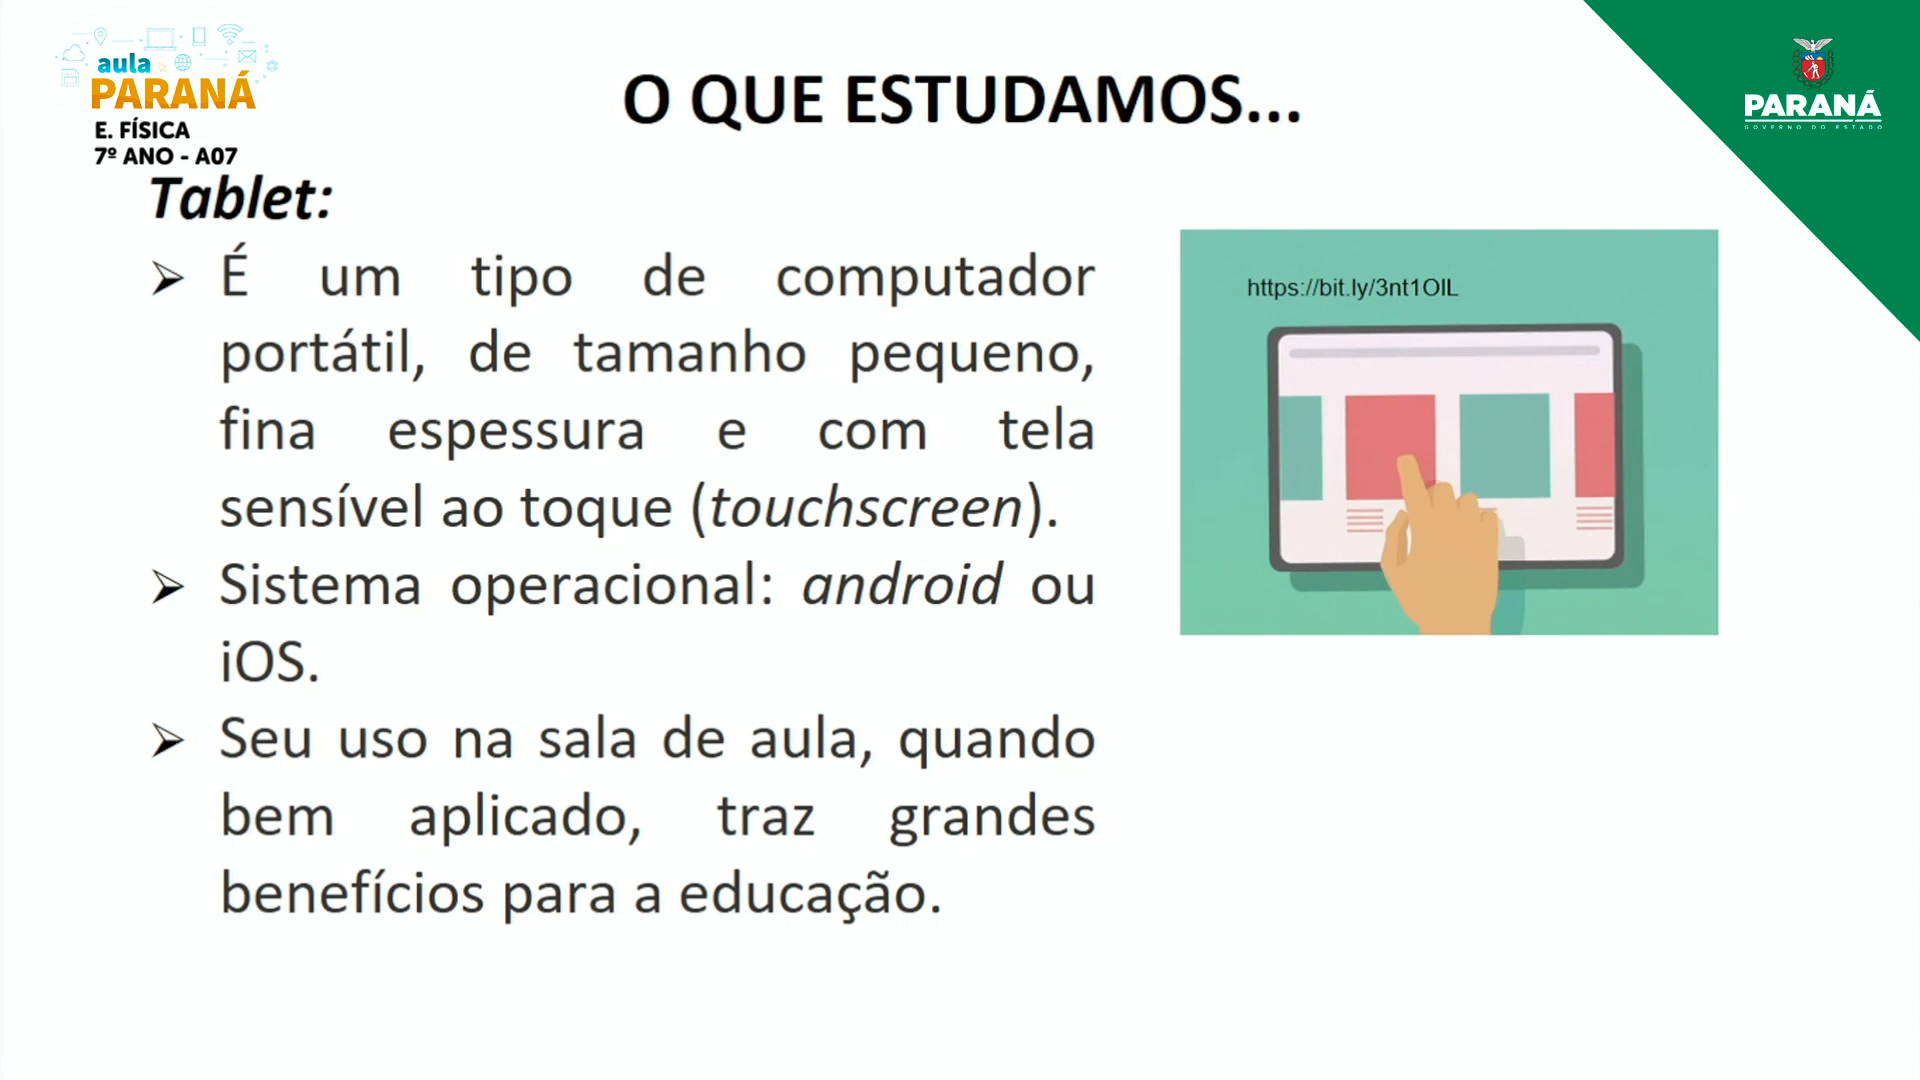 aula
PARANÁ
E. FÍSICA
7º ANO - A07
O QUE ESTUDAMOS...
PARANÁ
GOVERNO DO ESTADO
Tablet:
➢ É um tipo de computador
portátil, de tamanho pequeno,
fina espessura e com tela
sensível ao toque (touchscreen).
➢ Sistema operacional: android ou
iOS.
➢ Seu uso na sala de aula, quando
bem aplicado, traz grandes
benefícios para a educação.
https://bit.ly/3nt1OIL